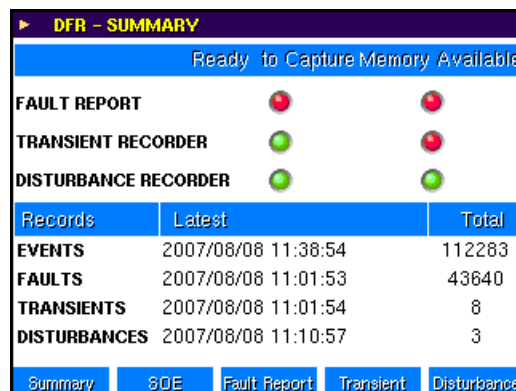 DFR - SUMMARY
Ready to Capture Memory Available
FAULT REPORT
TRANSIENT RECORDER
DISTURBANCE RECORDER
Records Latest Total
EVENTS 2007/08/08 11:38:54 112283
FAULTS 2007/08/08 11:01:53 43640
TRANSIENTS 2007/08/08 11:01:54 8
DISTURBANCES 2007/08/08 11:10:57 3
Summary SOE Fault Report Transient Disturbance